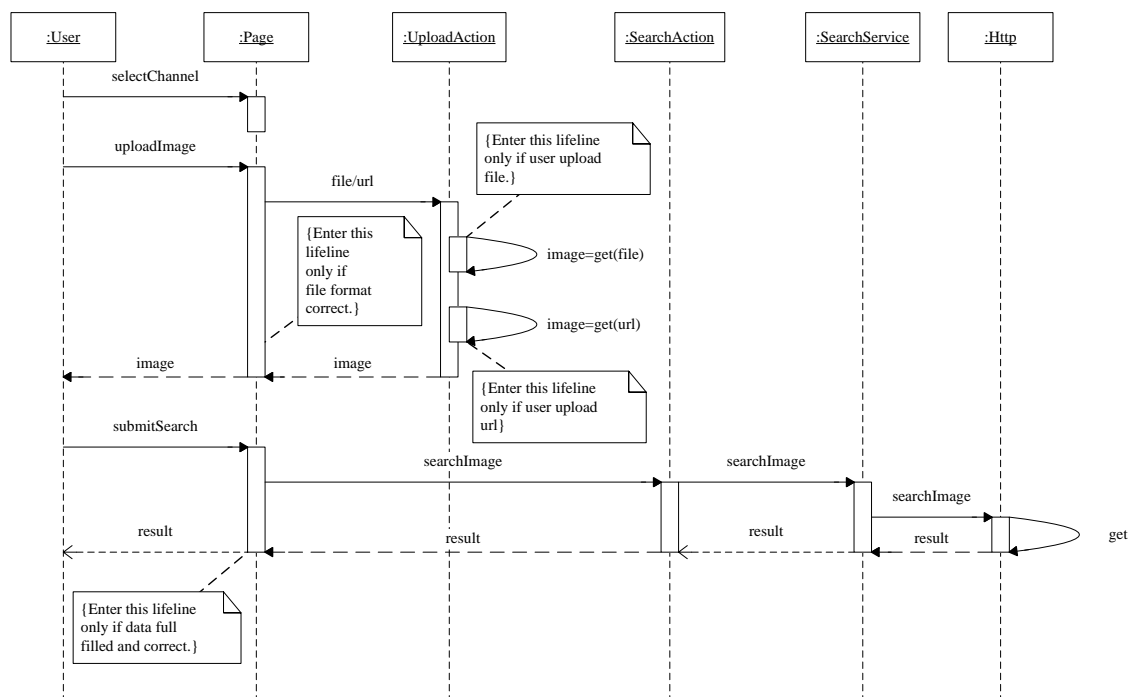 :User
:Page
:UploadAction
:SearchAction
:SearchService
:Http
selectChannel
{Enter this lifeline
only if user upload
file.}
uploadImage
file/url
{Enter this
lifeline
only if
file format
correct.}
image=get(file)
image=get(url)
image
image
{Enter this lifeline
only if user upload
url}
submitSearch
searchImage
searchImage
searchImage
result
result
result
result
get
{Enter this lifeline
only if data full
filled and correct.}